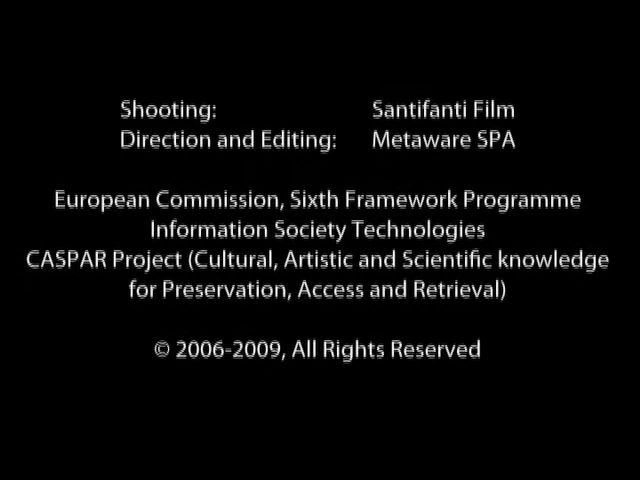 Shooting: Santifanti Film
Direction and Editing: Metaware SPA
European Commission, Sixth Framework Programme
Information Society Technologies
CASPAR Project (Cultural, Artistic and Scientific knowledge
for Preservation, Access and Retrieval)
© 2006-2009, All Rights Reserved